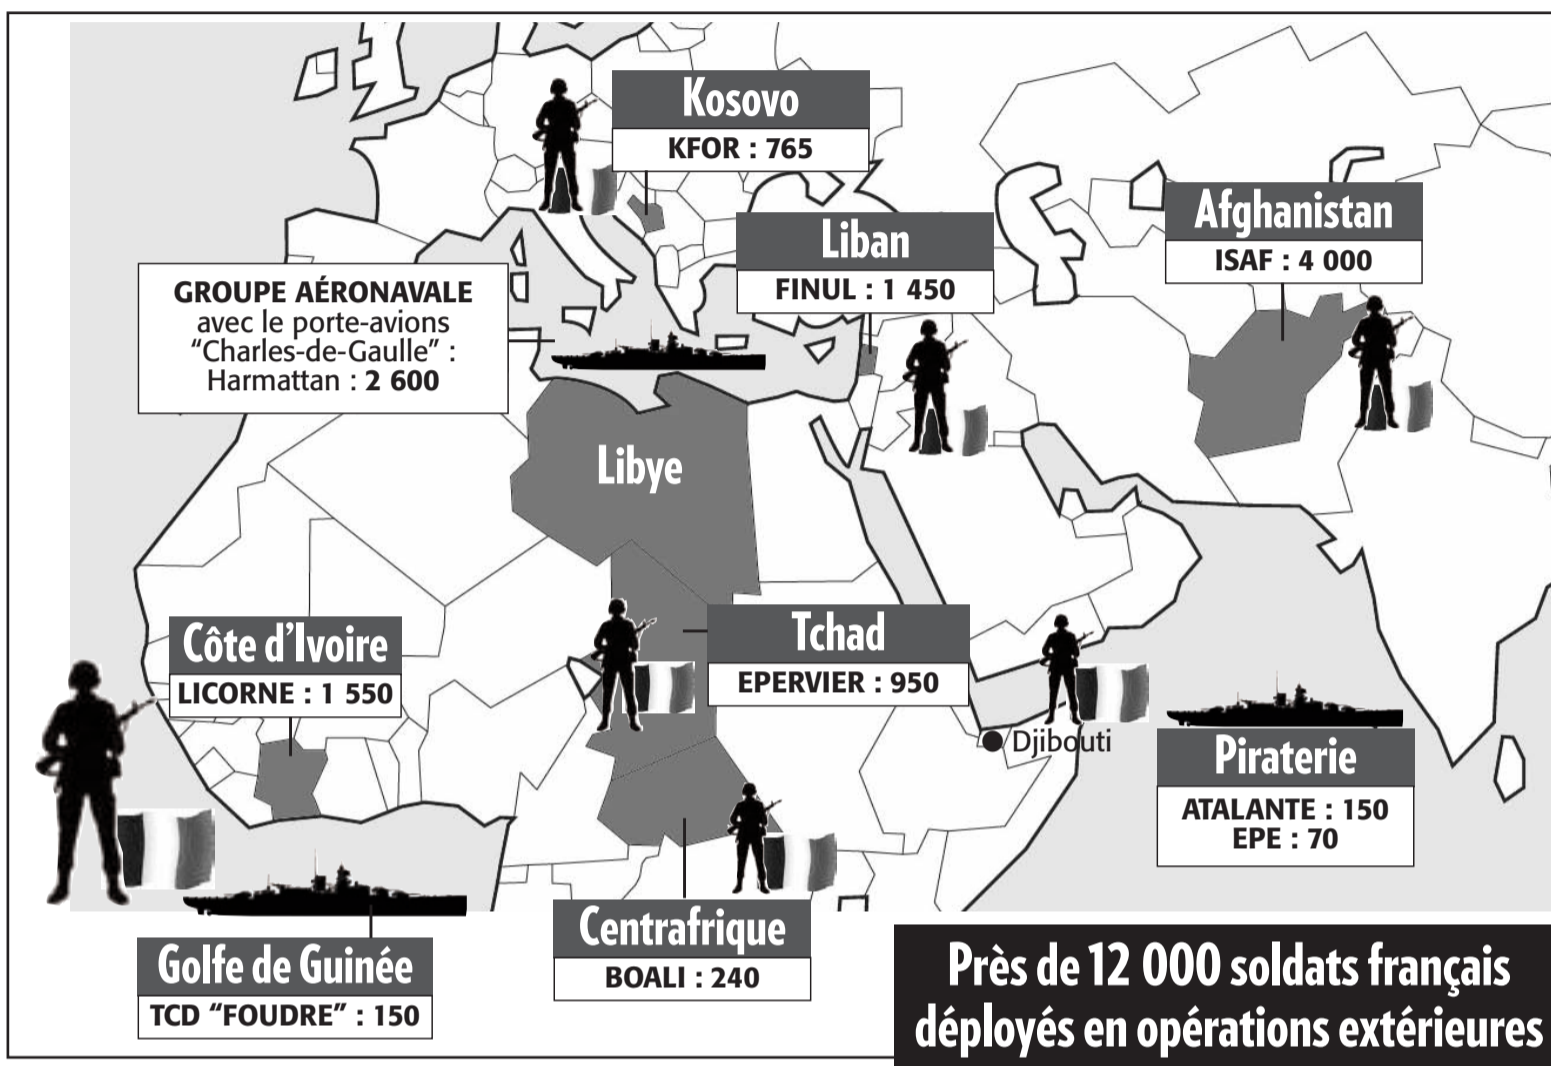 Kosovo
KFOR : 765
Afghanistan
ISAF : 4 000
Liban
FINUL : 1 450
GROUPE AÉRONAVALE
avec le porte-avions
“Charles-de-Gaulle” :
Harmattan : 2 600
Libye
Côte d’Ivoire
LICORNE : 1 550
Tchad
EPERVIER : 950
Djibouti
Piraterie
ATALANTE : 150
EPE : 70
Golfe de Guinée
TCD “FOUDRE” : 150
Centrafrique
BOALI : 240
Près de 12 000 soldats français
déployés en opérations extérieures